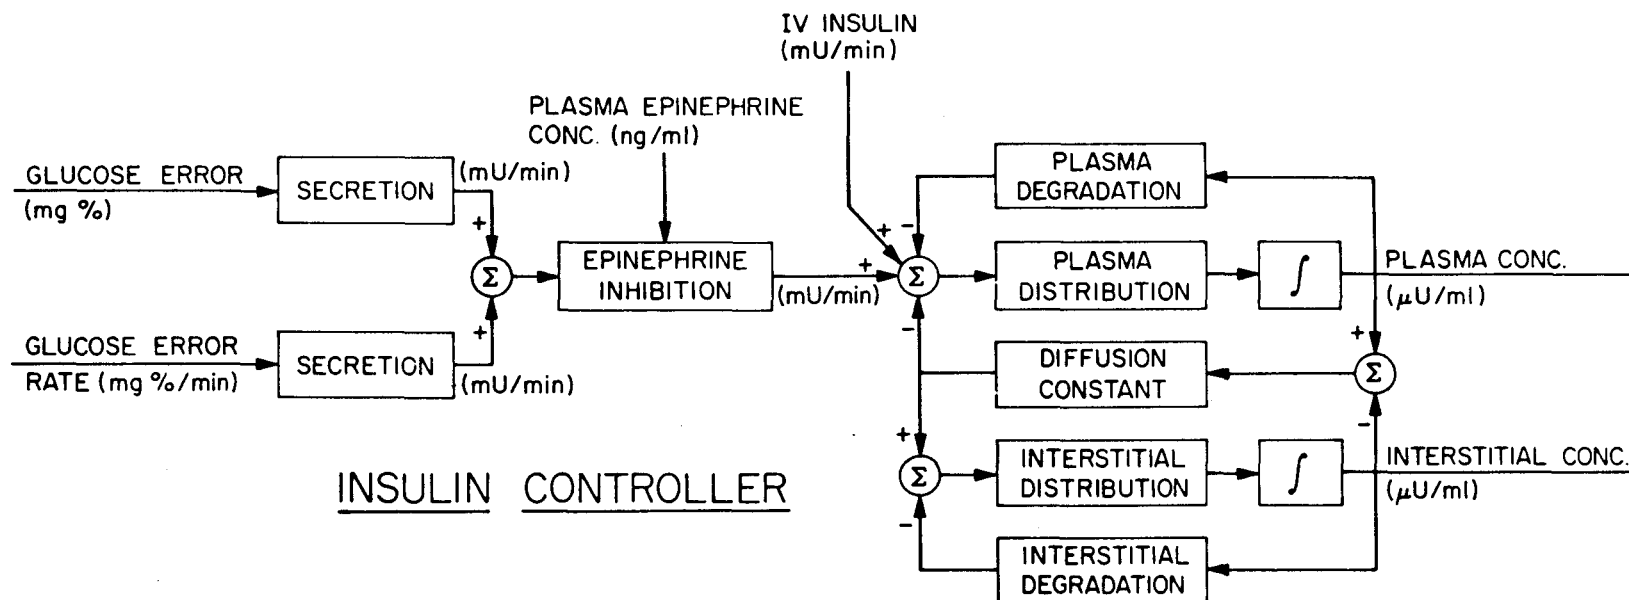 IV INSULIN
(mU/min)
PLASMA EPINEPHRINE
CONC. (ng/ml)
GLUCOSE ERROR
(mg %)
SECRETION
(mU/min)
+
Σ
+
GLUCOSE ERROR
RATE (mg %/min)
SECRETION
(mU/min)
EPINEPHRINE
INHIBITION
+
(mU/min)
+
-
Σ
-
PLASMA
DEGRADATION
PLASMA
DISTRIBUTION
∫
PLASMA CONC.
(μU/ml)
DIFFUSION
CONSTANT
+
Σ
-
+
Σ
-
INTERSTITIAL
DISTRIBUTION
∫
INTERSTITIAL CONC.
(μU/ml)
INTERSTITIAL
DEGRADATION
INSULIN CONTROLLER